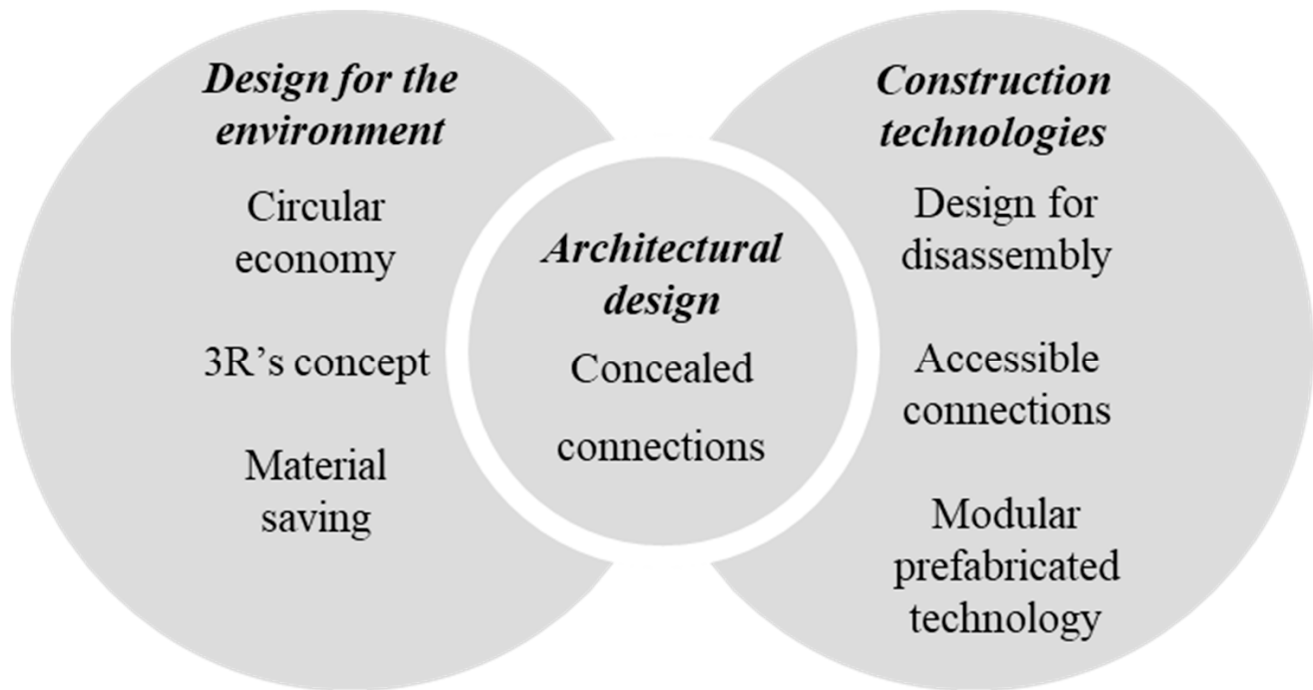 Design for the
environment
Circular
economy
3R’s concept
Material
saving
Architectural
design
Concealed
connections
Construction
technologies
Design for
disassembly
Accessible
connections
Modular
prefabricated
technology